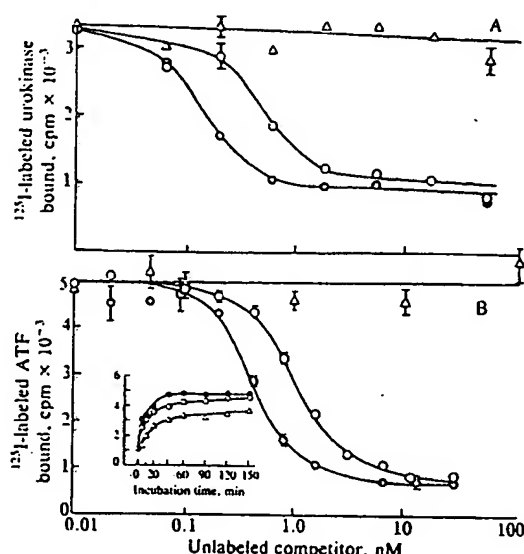 A
¹²⁵I-labeled urokinase
bound, cpm × 10⁻³
3
2
1
0
B
¹²⁵I-labeled ATF
bound, cpm × 10⁻³
5
4
3
2
1
0
6
4
2
0 30 60 90 120 150
Incubation time, min
0.01 0.1 1.0 10 100
Unlabeled competitor, nM